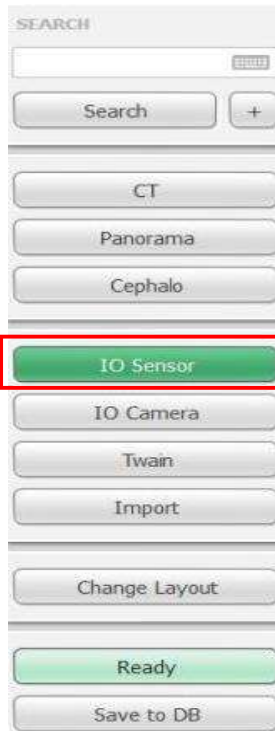 SEARCH
Search +
CT
Panorama
Cephalo
IO Sensor
IO Camera
Twain
Import
Change Layout
Ready
Save to DB